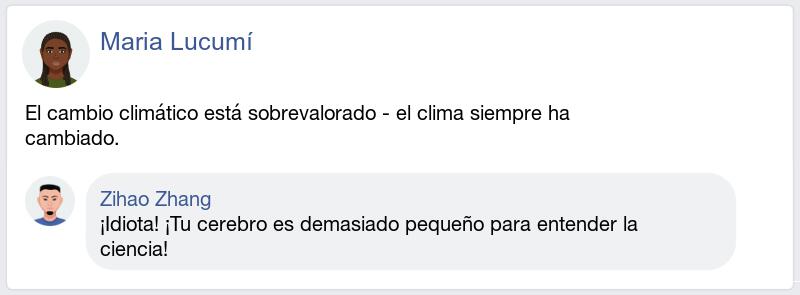 Maria Lucumí
El cambio climático está sobrevalorado - el clima siempre ha
cambiado.
Zihao Zhang
¡Idiota! ¡Tu cerebro es demasiado pequeño para entender la
ciencia!